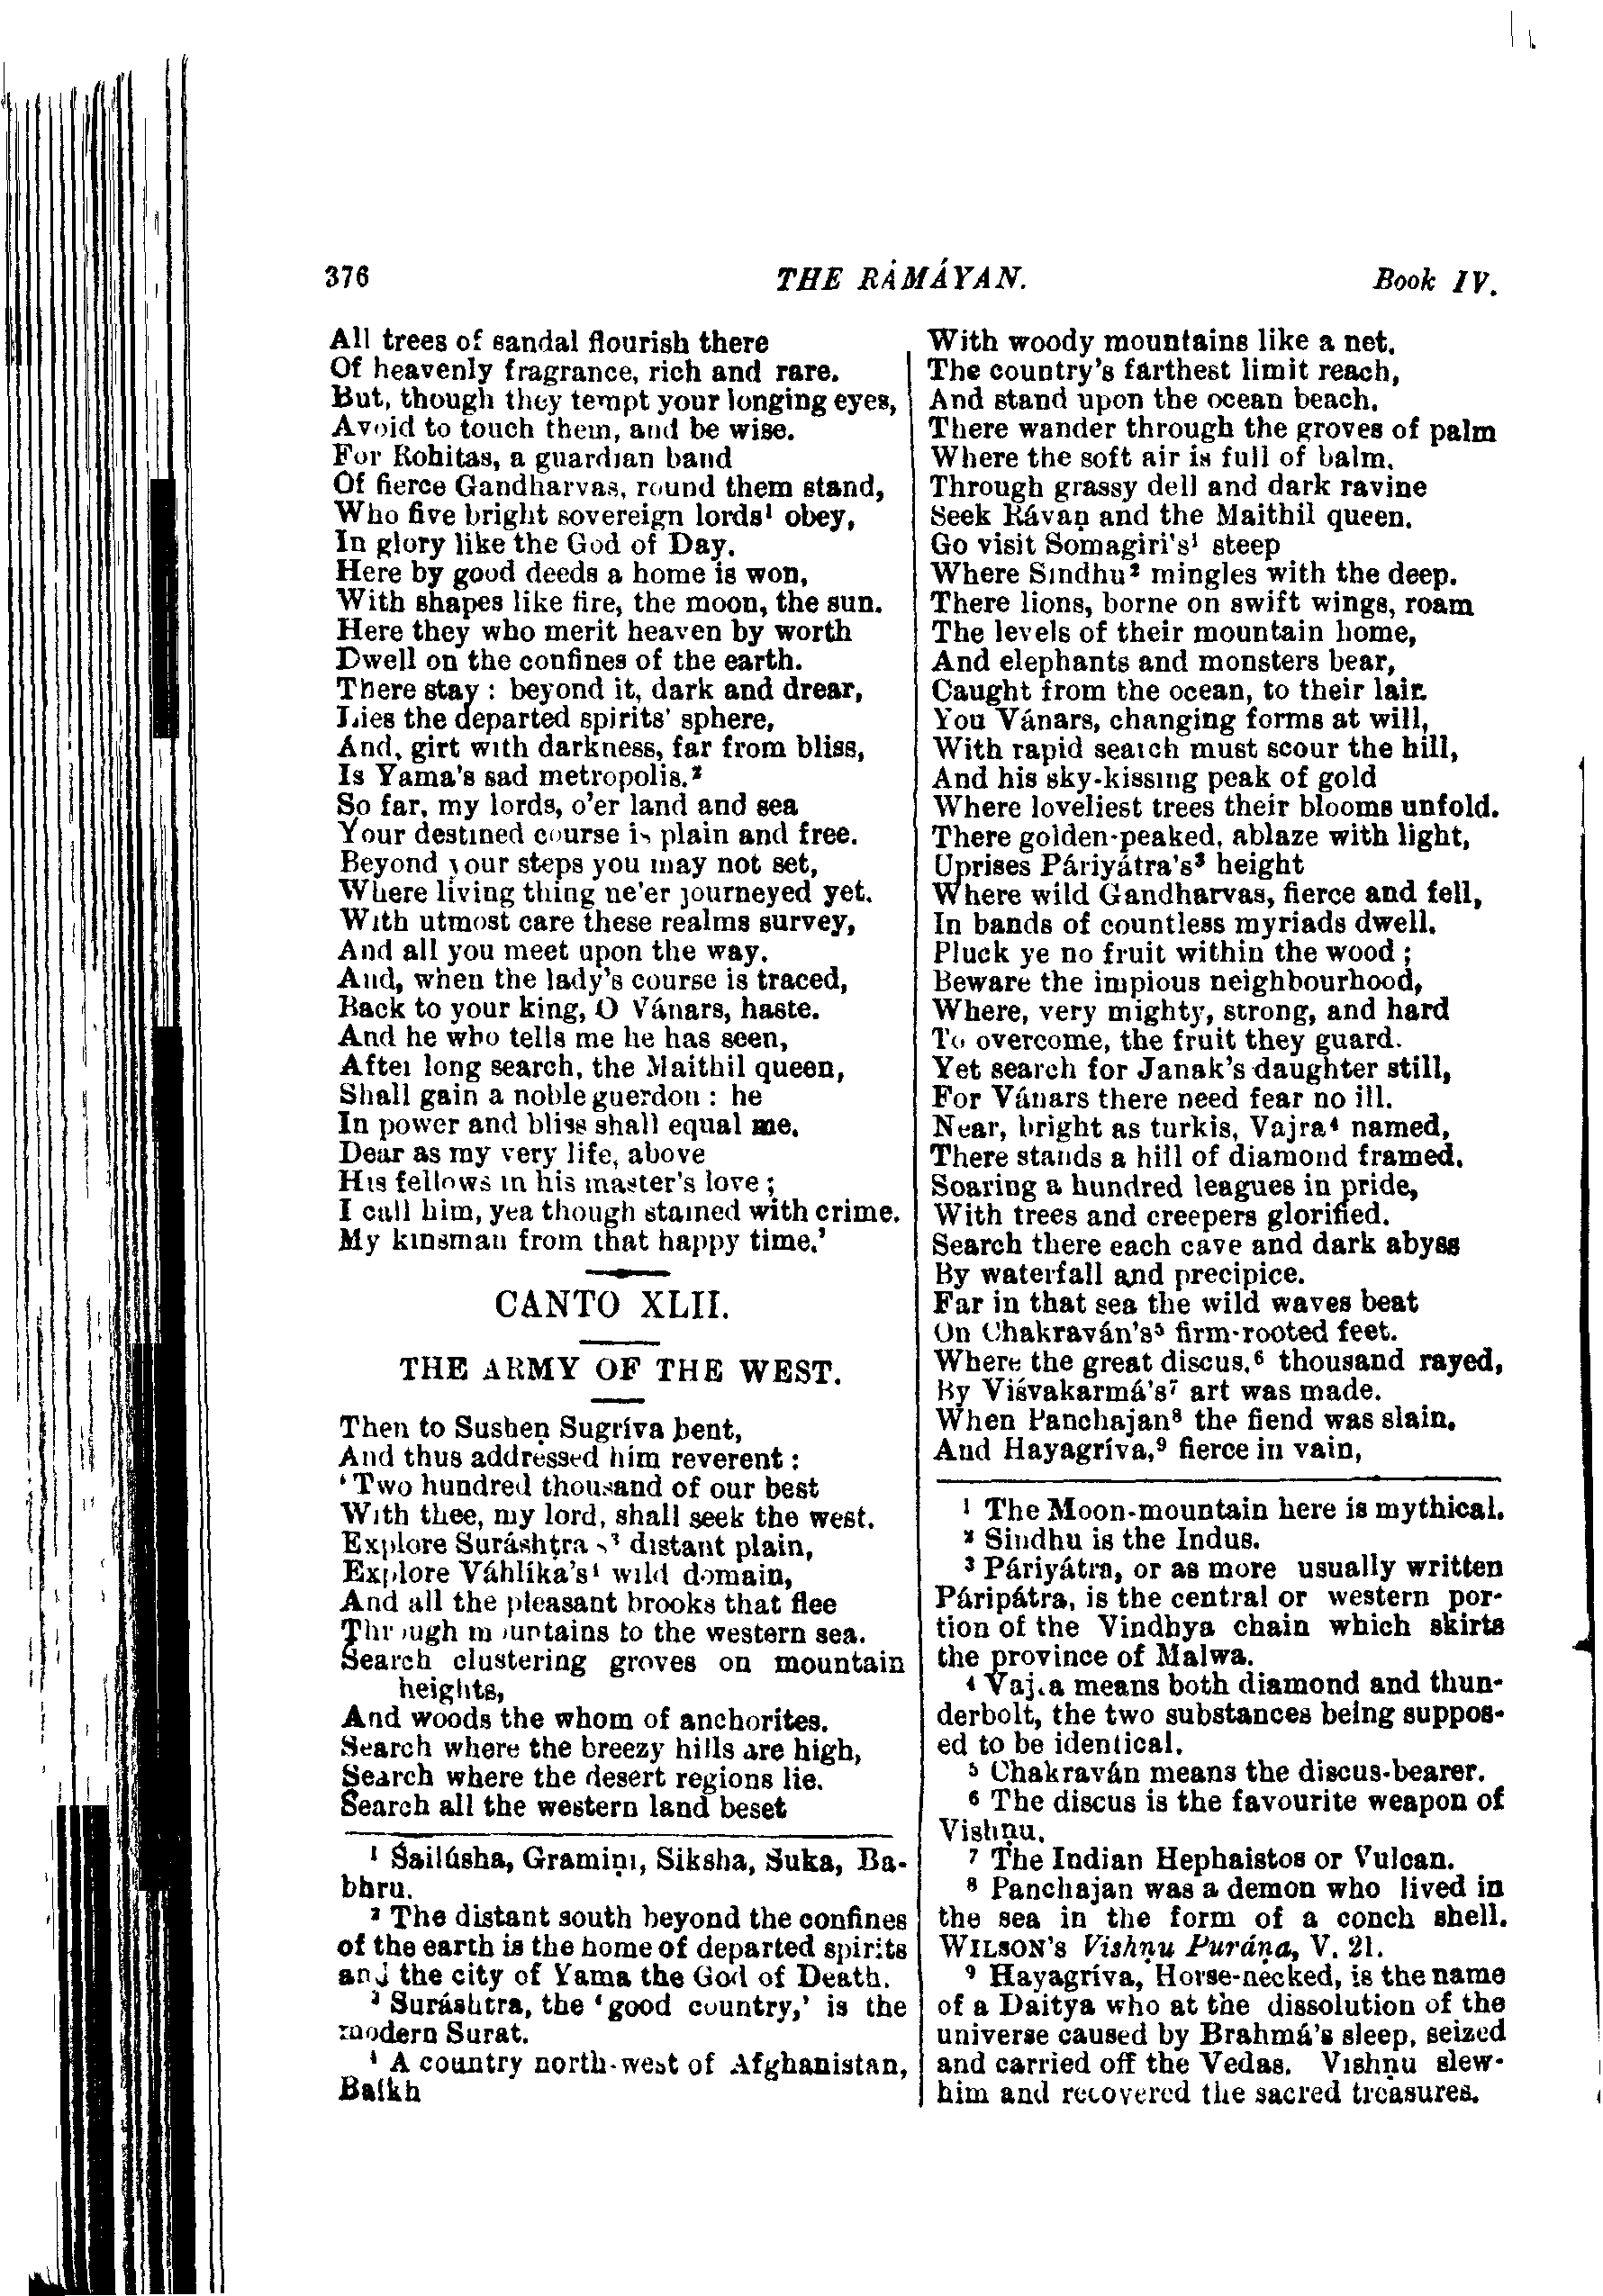 376 THE RÁMÁYAN. Book IV.
All trees of sandal flourish there
Of heavenly fragrance, rich and rare.
But, though they tempt your longing eyes,
Avoid to touch them, and be wise.
For Rohitas, a guardian band
Of fierce Gandharvas, round them stand,
Who five bright sovereign lords¹ obey,
In glory like the God of Day.
Here by good deeds a home is won,
With shapes like fire, the moon, the sun.
Here they who merit heaven by worth
Dwell on the confines of the earth.
There stay : beyond it, dark and drear,
Lies the departed spirits' sphere,
And, girt with darkness, far from bliss,
Is Yama's sad metropolis.²
So far, my lords, o'er land and sea
Your destined course is plain and free.
Beyond your steps you may not set,
Where living thing ne'er journeyed yet.
With utmost care these realms survey,
And all you meet upon the way.
And, when the lady's course is traced,
Back to your king, O Vánars, haste.
And he who tells me he has seen,
After long search, the Maithil queen,
Shall gain a noble guerdon : he
In power and bliss shall equal me.
Dear as my very life, above
His fellows in his master's love ;
I call him, yea though stained with crime.
My kinsman from that happy time.'
CANTO XLII.
THE ARMY OF THE WEST.
Then to Susheṇ Sugríva bent,
And thus addressed him reverent :
'Two hundred thousand of our best
With thee, my lord, shall seek the west.
Explore Suráshṭra's³ distant plain,
Explore Váhlíka's⁴ wild domain,
And all the pleasant brooks that flee
Through mountains to the western sea.
Search clustering groves on mountain
heights,
And woods the whom of anchorites.
Search where the breezy hills are high,
Search where the desert regions lie.
Search all the western land beset
¹ Śailúsha, Gramiṇi, Siksha, Suka, Ba-
bhru.
² The distant south beyond the confines
of the earth is the home of departed spirits
and the city of Yama the God of Death.
³ Suráshtra, the 'good country,' is the
modern Surat.
⁴ A country north-west of Afghanistan,
Balkh
With woody mountains like a net.
The country's farthest limit reach,
And stand upon the ocean beach.
There wander through the groves of palm
Where the soft air is full of balm.
Through grassy dell and dark ravine
Seek Rávaṇ and the Maithil queen.
Go visit Somagiri's¹ steep
Where Sindhu² mingles with the deep.
There lions, borne on swift wings, roam
The levels of their mountain home,
And elephants and monsters bear,
Caught from the ocean, to their lair.
You Vánars, changing forms at will,
With rapid search must scour the hill,
And his sky-kissing peak of gold
Where loveliest trees their blooms unfold.
There golden-peaked, ablaze with light,
Uprises Páriyátra's³ height
Where wild Gandharvas, fierce and fell,
In bands of countless myriads dwell.
Pluck ye no fruit within the wood ;
Beware the impious neighbourhood,
Where, very mighty, strong, and hard
To overcome, the fruit they guard.
Yet search for Janak's daughter still,
For Vánars there need fear no ill.
Near, bright as turkis, Vajra⁴ named,
There stands a hill of diamond framed.
Soaring a hundred leagues in pride,
With trees and creepers glorified.
Search there each cave and dark abyss
By waterfall and precipice.
Far in that sea the wild waves beat
On Chakraván's⁵ firm-rooted feet.
Where the great discus,⁶ thousand rayed,
By Viśvakarmá's⁷ art was made.
When Panchajan⁸ the fiend was slain.
And Hayagríva,⁹ fierce in vain,
¹ The Moon-mountain here is mythical.
² Sindhu is the Indus.
³ Páriyátra, or as more usually written
Páripátra, is the central or western por-
tion of the Vindhya chain which skirts
the province of Malwa.
⁴ Vajra means both diamond and thun-
derbolt, the two substances being suppos-
ed to be identical.
⁵ Chakraván means the discus-bearer.
⁶ The discus is the favourite weapon of
Vishṇu.
⁷ The Indian Hephaistos or Vulcan.
⁸ Panchajan was a demon who lived in
the sea in the form of a conch shell.
WILSON'S Vishṇu Puráṇa, V. 21.
⁹ Hayagríva, Horse-necked, is the name
of a Daitya who at the dissolution of the
universe caused by Brahmá's sleep, seized
and carried off the Vedas. Vishṇu slew-
him and recovered the sacred treasures.